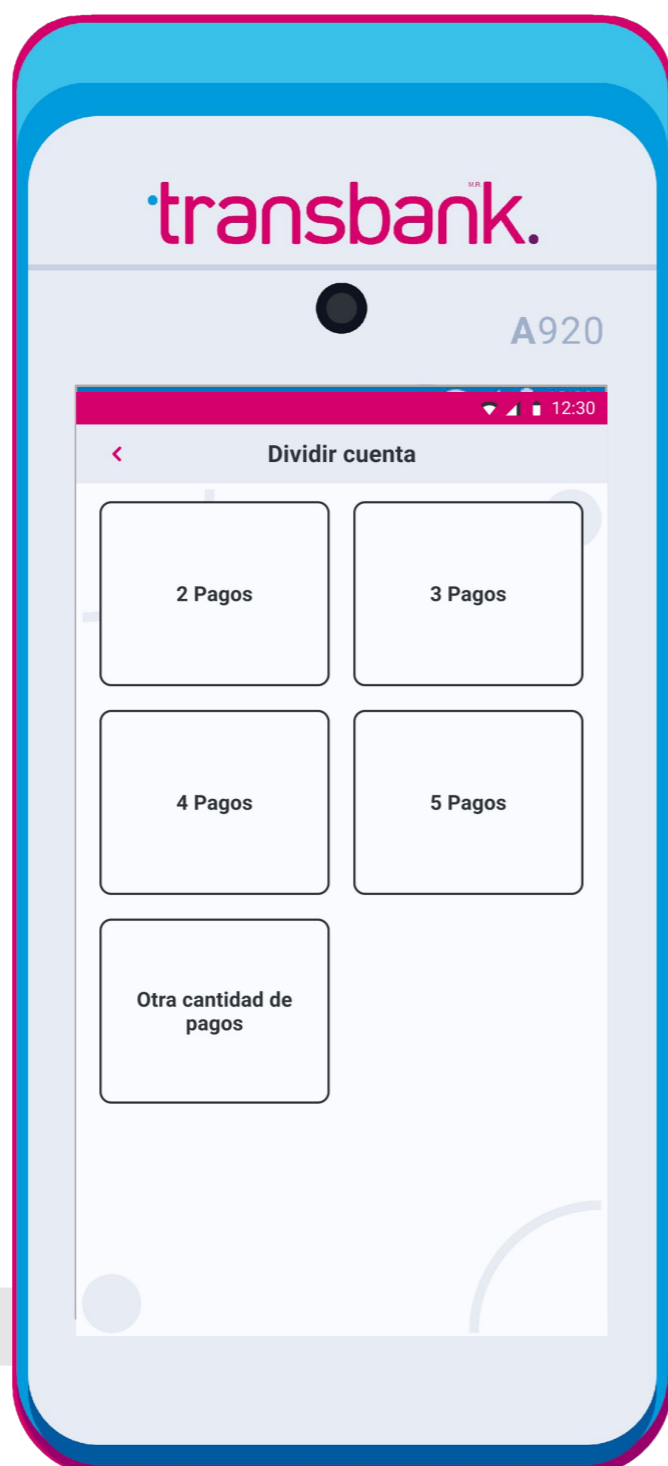 transbank.
M.R.
A920
12:30
Dividir cuenta
2 Pagos
3 Pagos
4 Pagos
5 Pagos
Otra cantidad de
pagos